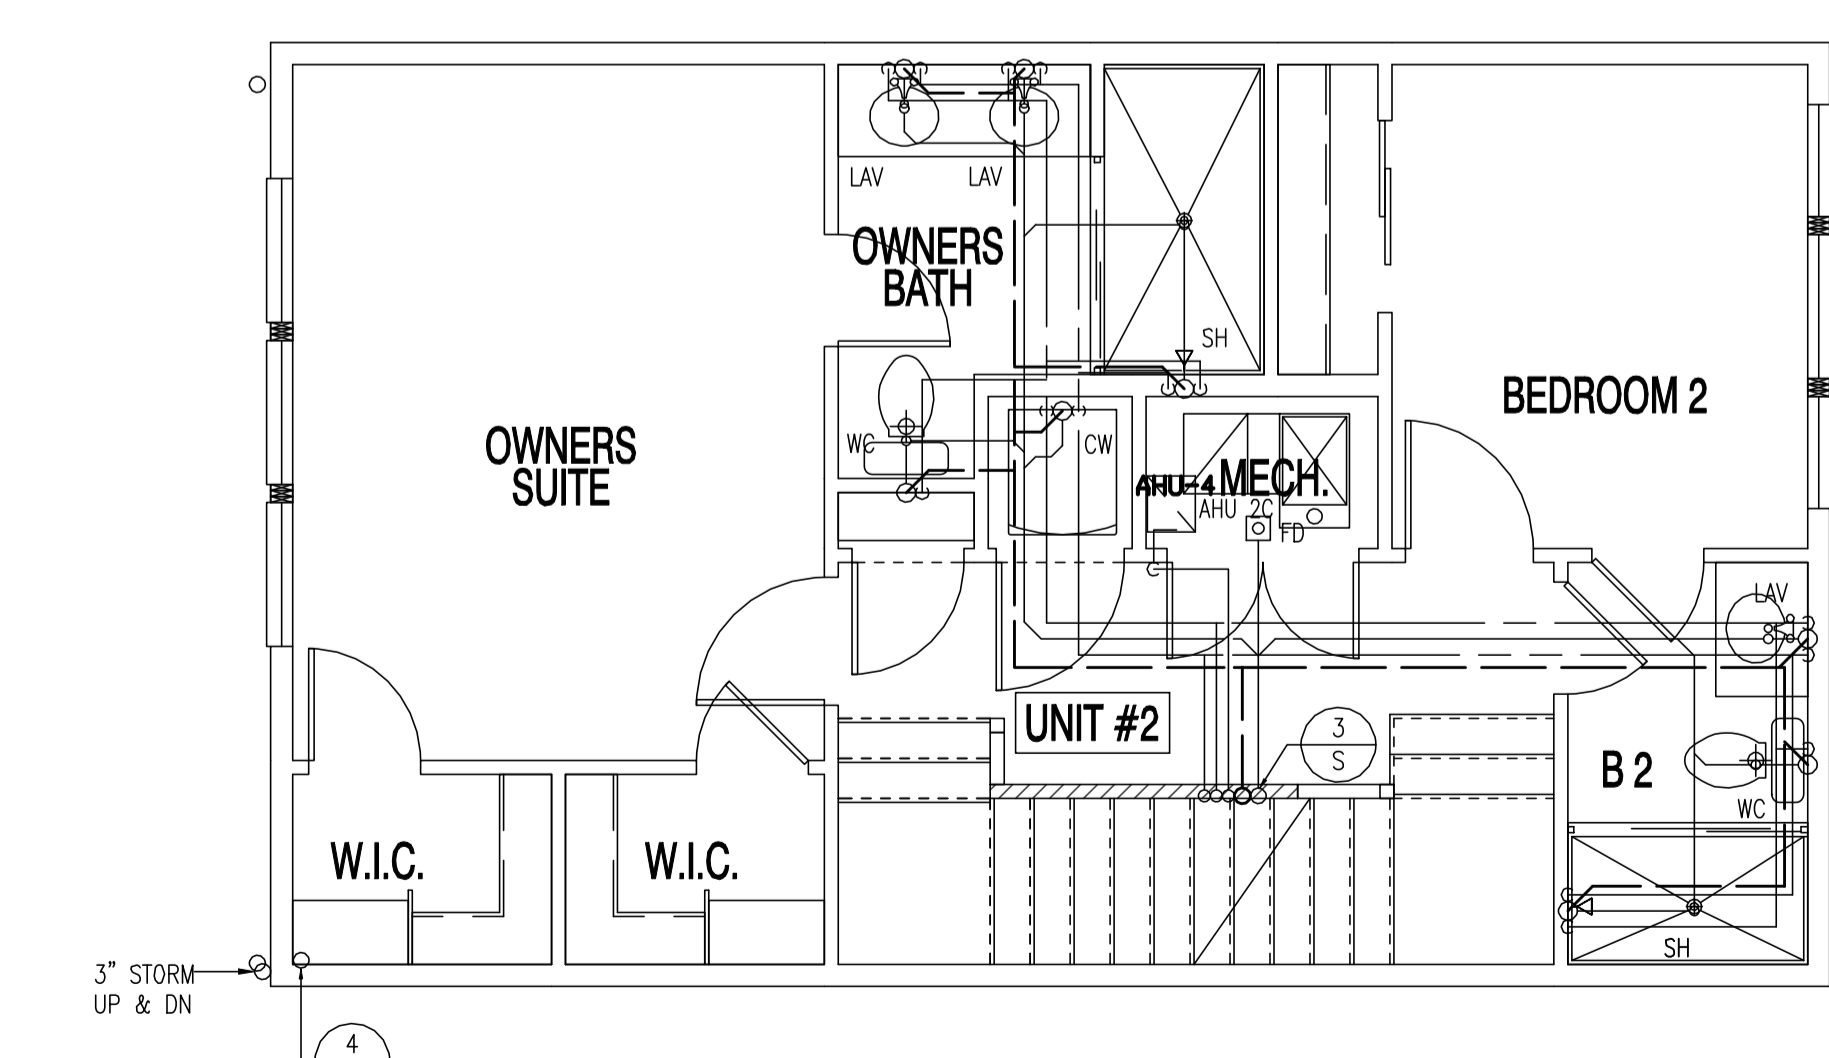 LAV
LAV
OWNERS
BATH
SH
BEDROOM 2
OWNERS
SUITE
WC
CW
AHU-4
MECH.
AHU 2C
FD
LAV
UNIT #2
3
S
B 2
WC
W.I.C.
W.I.C.
SH
3" STORM
UP & DN
4